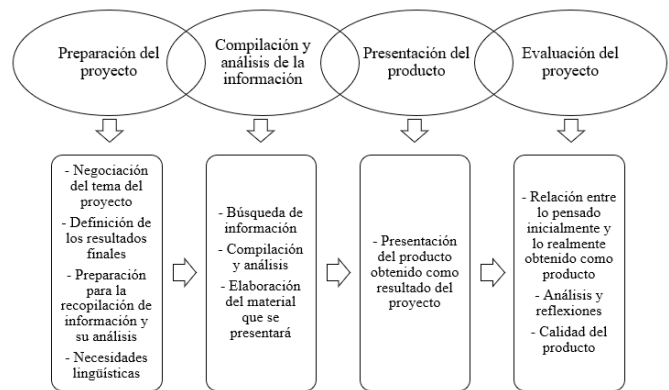 Preparación del
proyecto
Compilación y
análisis de la
información
Presentación del
producto
Evaluación del
proyecto
- Negociación
del tema del
proyecto
- Definición de
los resultados
finales
- Preparación
para la
recopilación de
información y
su análisis
- Necesidades
lingüísticas
- Búsqueda de
información
- Compilación
y análisis
- Elaboración
del material
que se
presentará
- Presentación
del producto
obtenido como
resultado del
proyecto
- Relación entre
lo pensado
inicialmente y
lo realmente
obtenido como
producto
- Análisis y
reflexiones
- Calidad del
producto